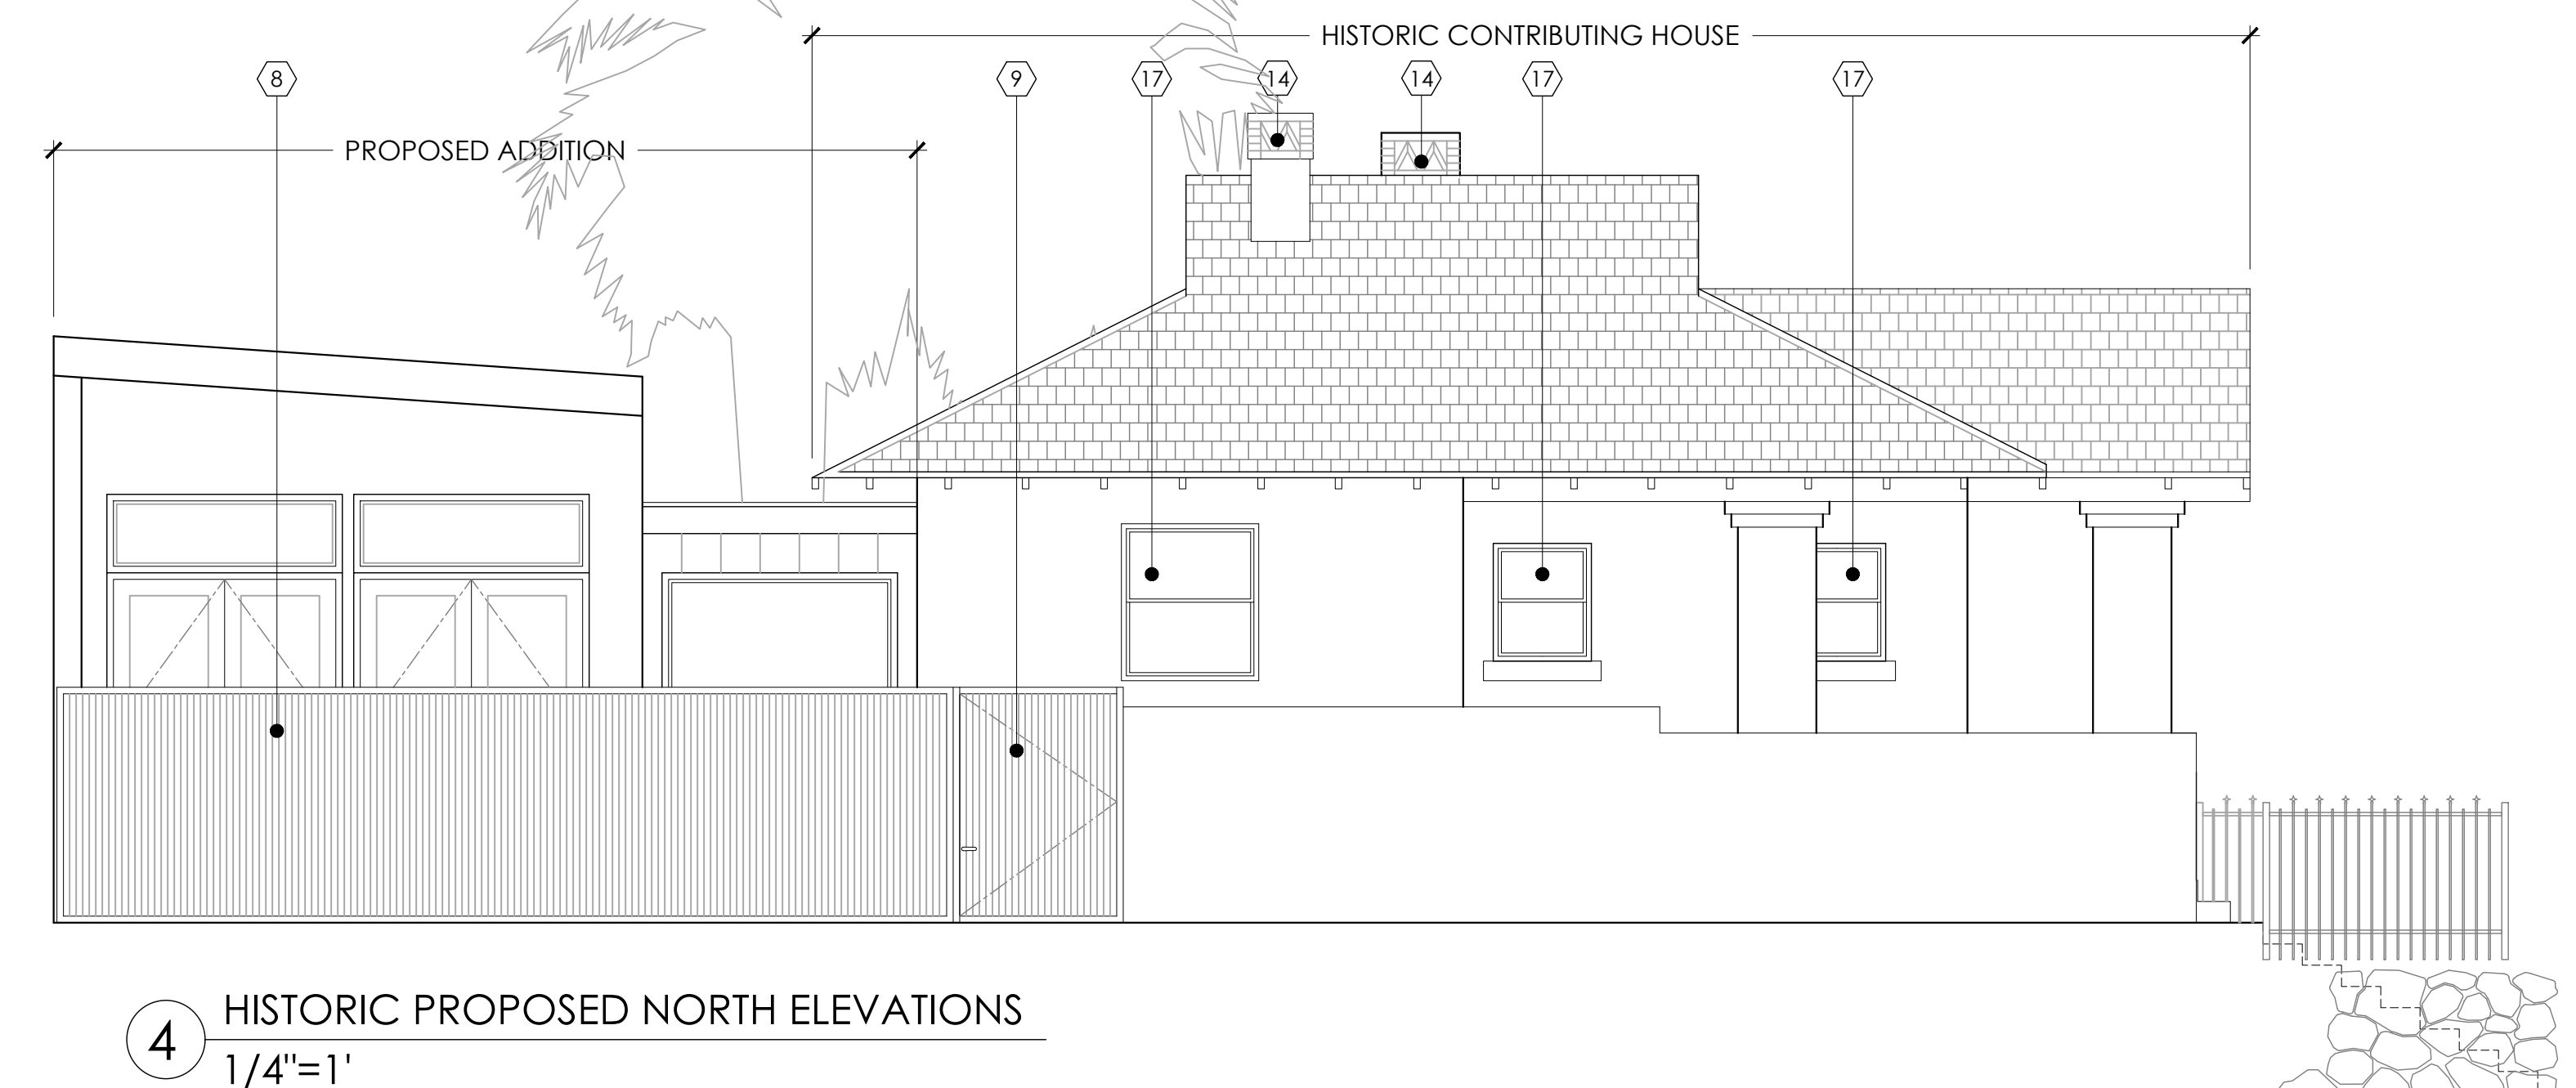 HISTORIC CONTRIBUTING HOUSE
8 9 17 14 14 17 17
PROPOSED ADDITION
4 HISTORIC PROPOSED NORTH ELEVATIONS
1/4"=1'